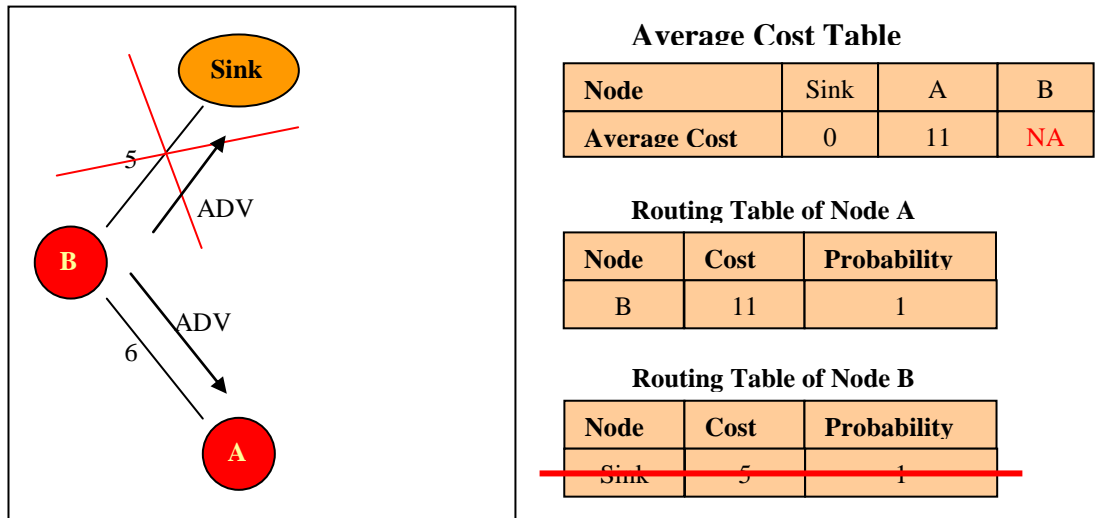 Sink
5
ADV
B
ADV
6
A
Average Cost Table
Node Sink A B
Average Cost 0 11 NA
Routing Table of Node A
Node Cost Probability
B 11 1
Routing Table of Node B
Node Cost Probability
Sink 5 1